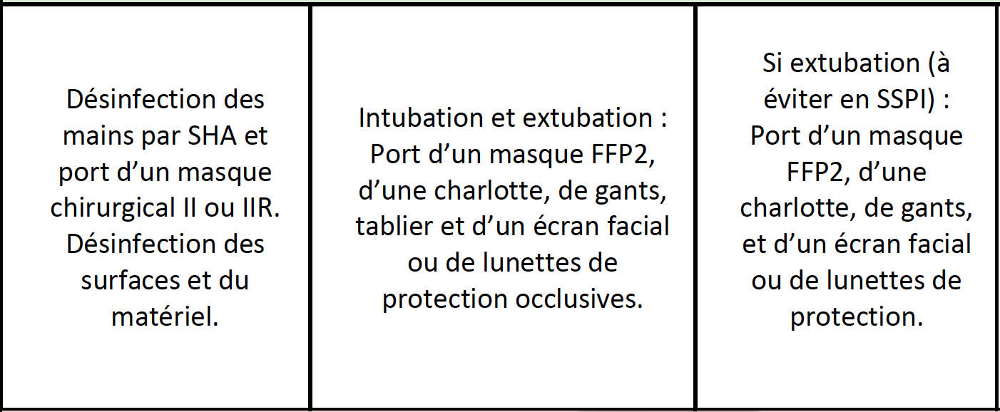 Désinfection des
mains par SHA et
port d’un masque
chirurgical II ou IIR.
Désinfection des
surfaces et du
matériel.
Intubation et extubation :
Port d’un masque FFP2,
d’une charlotte, de gants,
tablier et d’un écran facial
ou de lunettes de
protection occlusives.
Si extubation (à
éviter en SSPI) :
Port d’un masque
FFP2, d’une
charlotte, de gants,
et d’un écran facial
ou de lunettes de
protection.